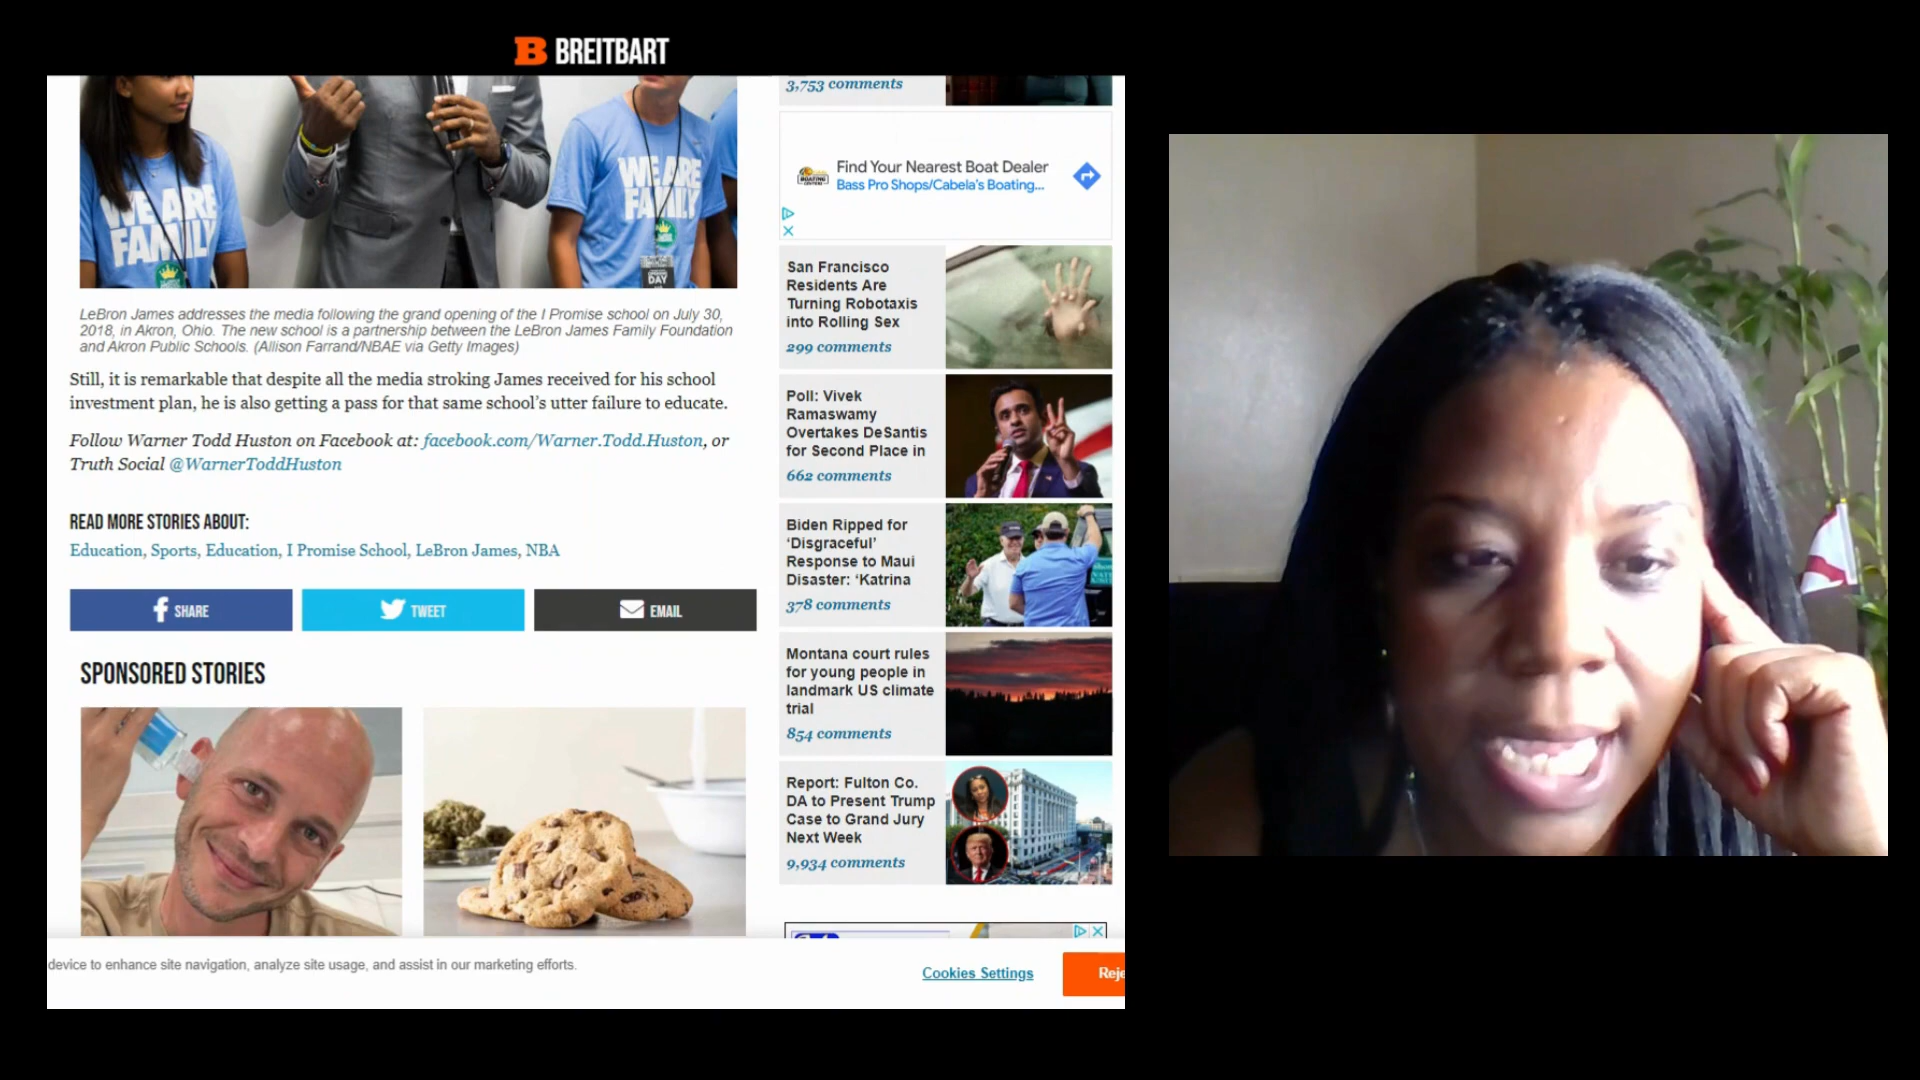 BREITBART
WE ARE
FAMILY
WE ARE
FAMILY
DAY
LeBron James addresses the media following the grand opening of the I Promise school on July 30,
2018, in Akron, Ohio. The new school is a partnership between the LeBron James Family Foundation
and Akron Public Schools. (Allison Farrand/NBAE via Getty Images)
Still, it is remarkable that despite all the media stroking James received for his school
investment plan, he is also getting a pass for that same school's utter failure to educate.
Follow Warner Todd Huston on Facebook at: facebook.com/Warner.Todd.Huston, or
Truth Social @WarnerToddHuston
READ MORE STORIES ABOUT:
Education, Sports, Education, I Promise School, LeBron James, NBA
SHARE
TWEET
EMAIL
SPONSORED STORIES
3,753 comments
Find Your Nearest Boat Dealer
Bass Pro Shops/Cabela's Boating...
San Francisco
Residents Are
Turning Robotaxis
into Rolling Sex
299 comments
Poll: Vivek
Ramaswamy
Overtakes DeSantis
for Second Place in
662 comments
Biden Ripped for
‘Disgraceful’
Response to Maui
Disaster: ‘Katrina
378 comments
Montana court rules
for young people in
landmark US climate
trial
854 comments
Report: Fulton Co.
DA to Present Trump
Case to Grand Jury
Next Week
9,934 comments
device to enhance site navigation, analyze site usage, and assist in our marketing efforts.
Cookies Settings
Reje